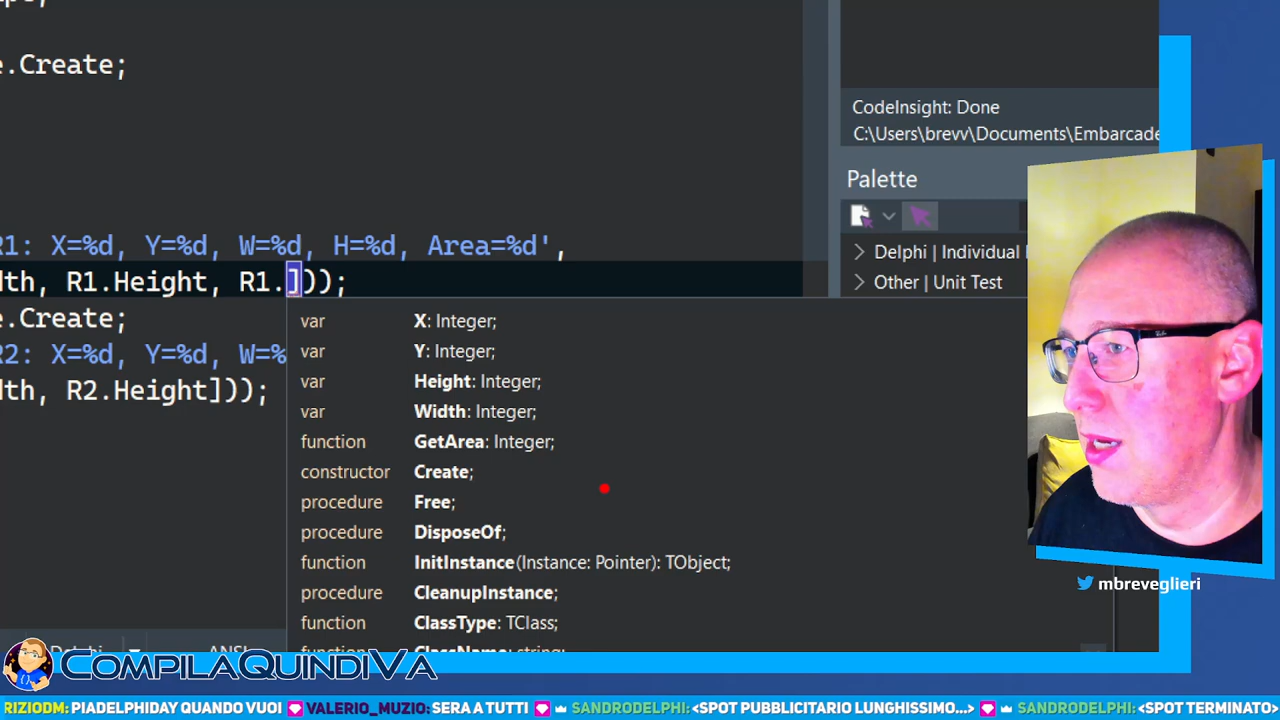 e.Create;
R1: X=%d, Y=%d, W=%d, H=%d, Area=%d',
dth, R1.Height, R1.]));
e.Create;
R2: X=%d, Y=%d, W=%
dth, R2.Height]));
var X: Integer;
var Y: Integer;
var Height: Integer;
var Width: Integer;
function GetArea: Integer;
constructor Create;
procedure Free;
procedure DisposeOf;
function InitInstance(Instance: Pointer): TObject;
procedure CleanupInstance;
function ClassType: TClass;
function ClassName: string;
CodeInsight: Done
C:\Users\brevv\Documents\Embarcade
Palette
Delphi | Individual
Other | Unit Test
mbreveglieri
COMPILAQUINDIVA
RIZIODM: PIADELPHIDAY QUANDO VUOI VALERIO_MUZIO: SERA A TUTTI SANDRODELPHI: <SPOT PUBBLICITARIO LUNGHISSIMO...> SANDRODELPHI: <SPOT TERMINATO>